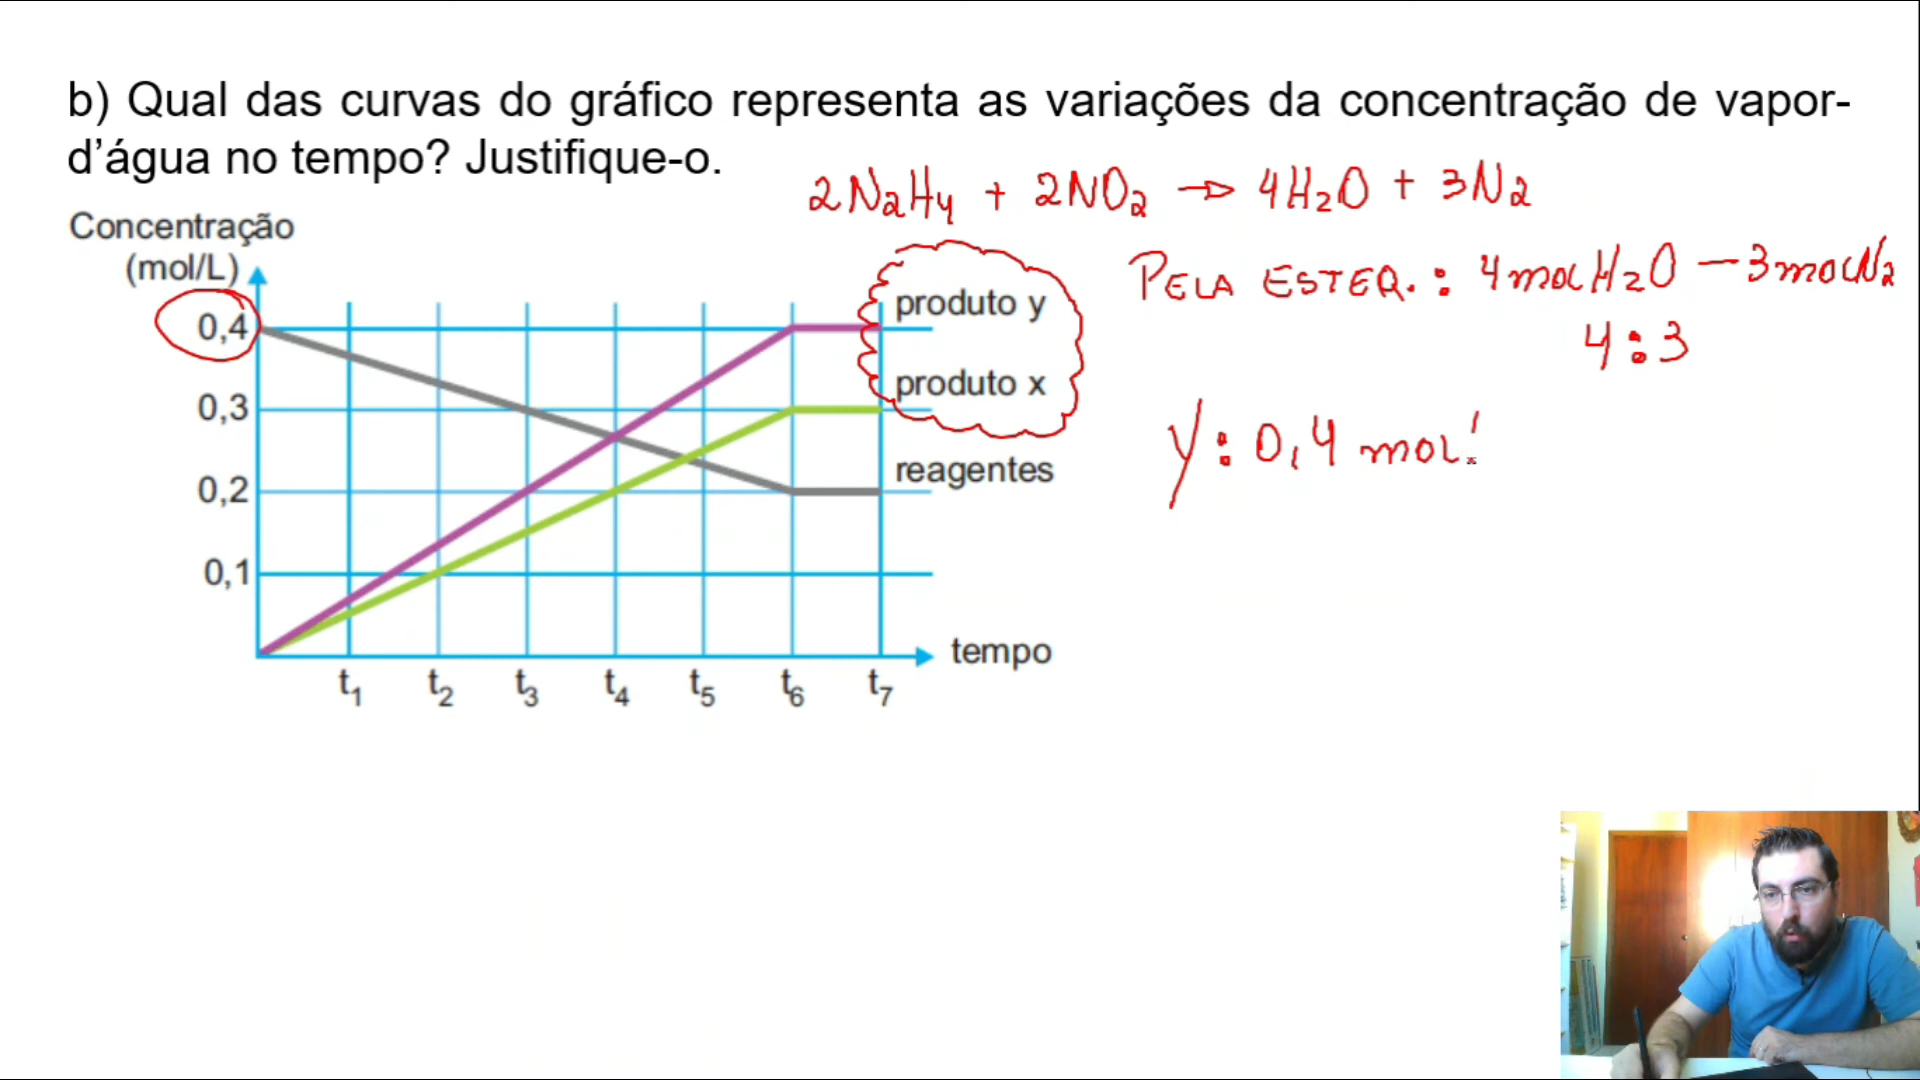 b) Qual das curvas do gráfico representa as variações da concentração de vapor-
d’água no tempo? Justifique-o.
2N₂H₄ + 2NO₂ → 4H₂O + 3N₂
PELA ESTEQ.: 4mol H₂O – 3mol N₂
4:3
Y: 0,4 mol!
Concentração
(mol/L)
0,4
0,3
0,2
0,1
produto y
produto x
reagentes
tempo
t₁ t₂ t₃ t₄ t₅ t₆ t₇